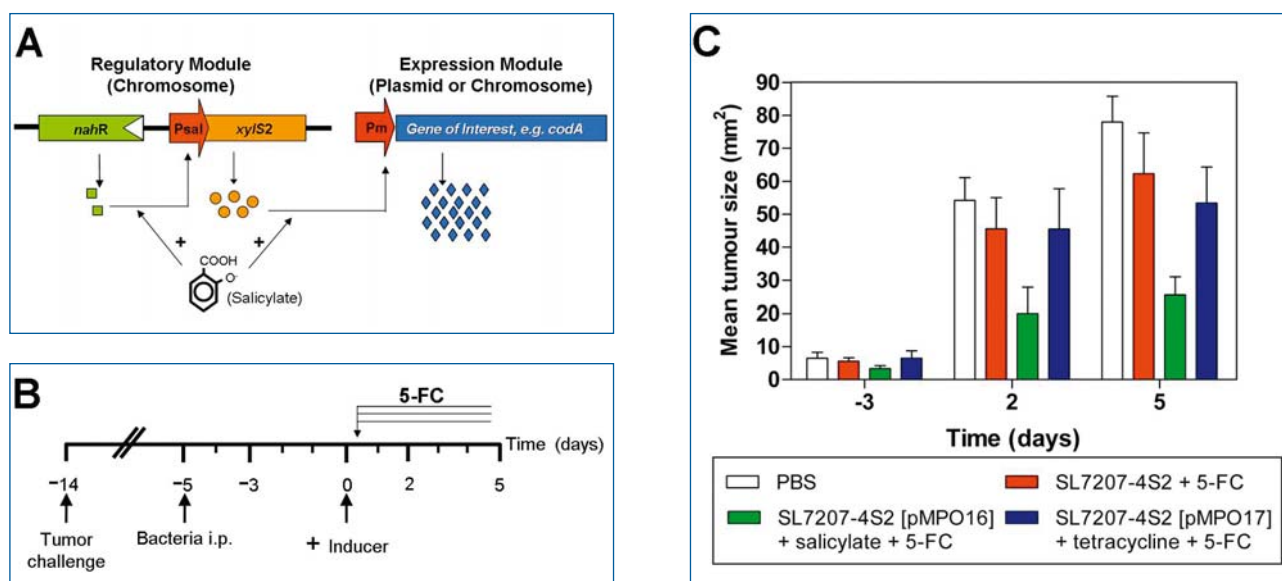 A
Regulatory Module
(Chromosome)
Expression Module
(Plasmid or Chromosome)
nahR
Psal
xylS2
Pm
Gene of Interest, e.g. codA
+
+
COOH
O-
(Salicylate)
B
5-FC
Time (days)
−14
−5
−3
0
2
5
Tumor
challenge
Bacteria i.p.
+ Inducer
C
Mean tumour size (mm²)
90
80
70
60
50
40
30
20
10
0
-3
2
5
Time (days)
PBS
SL7207-4S2 + 5-FC
SL7207-4S2 [pMPO16]
+ salicylate + 5-FC
SL7207-4S2 [pMPO17]
+ tetracycline + 5-FC